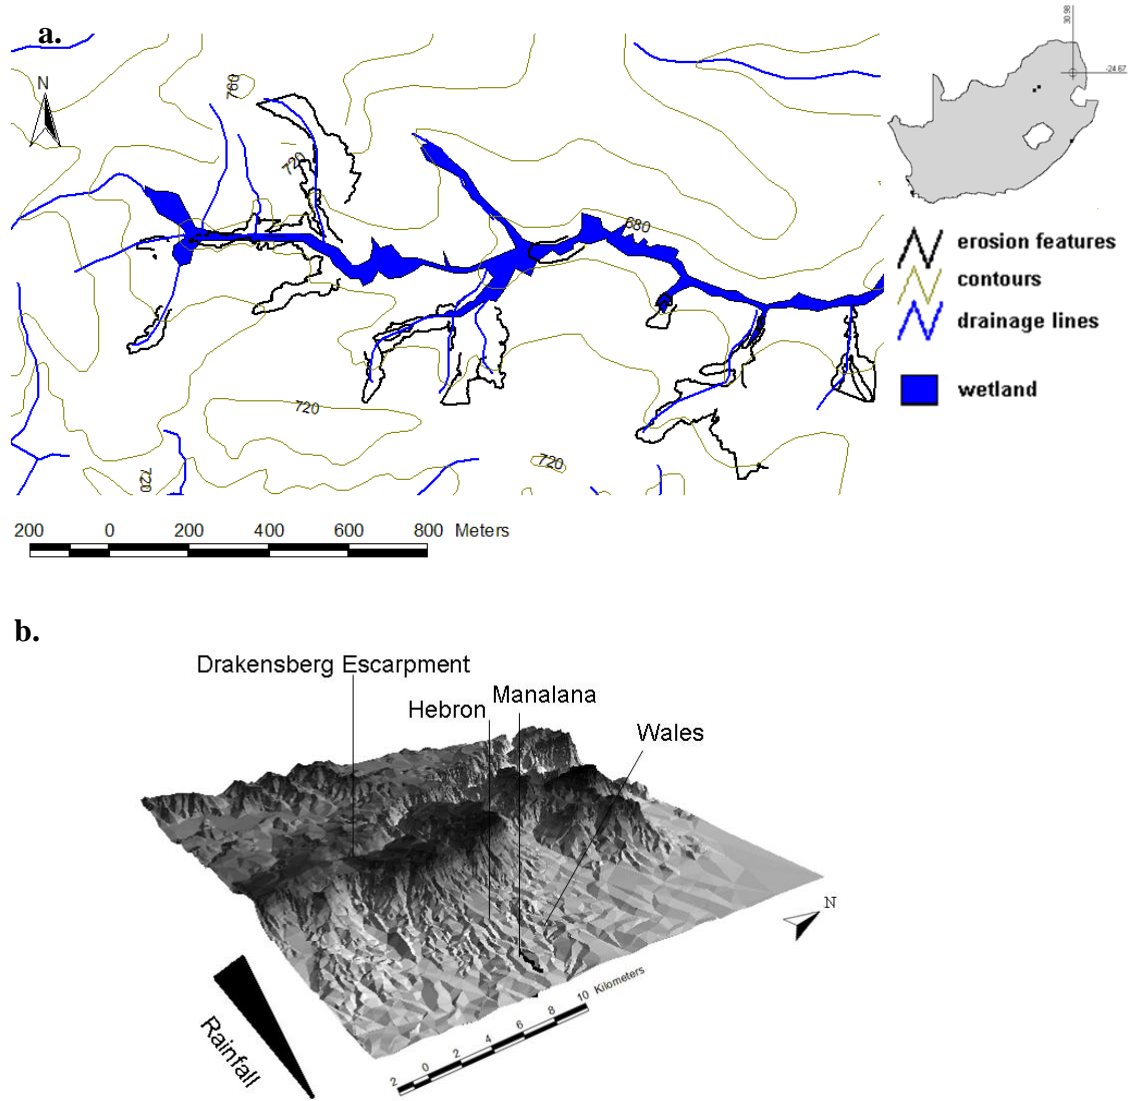 a.
N
760
720
680
720
720
720
30.98
-24.67
erosion features
contours
drainage lines
wetland
200 0 200 400 600 800 Meters
b.
Drakensberg Escarpment
Manalana
Hebron
Wales
N
Rainfall
2 0 2 4 6 8 10 Kilometers